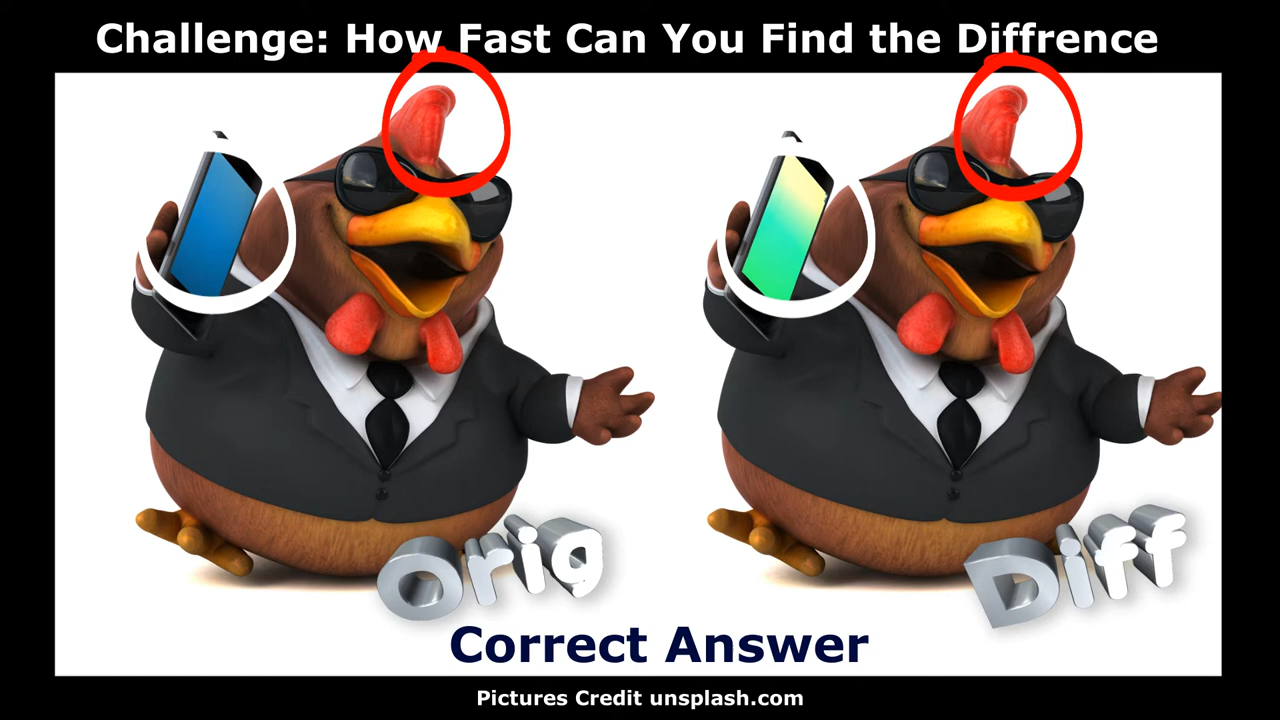 Challenge: How Fast Can You Find the Diffrence
Orig
Diff
Correct Answer
Pictures Credit unsplash.com